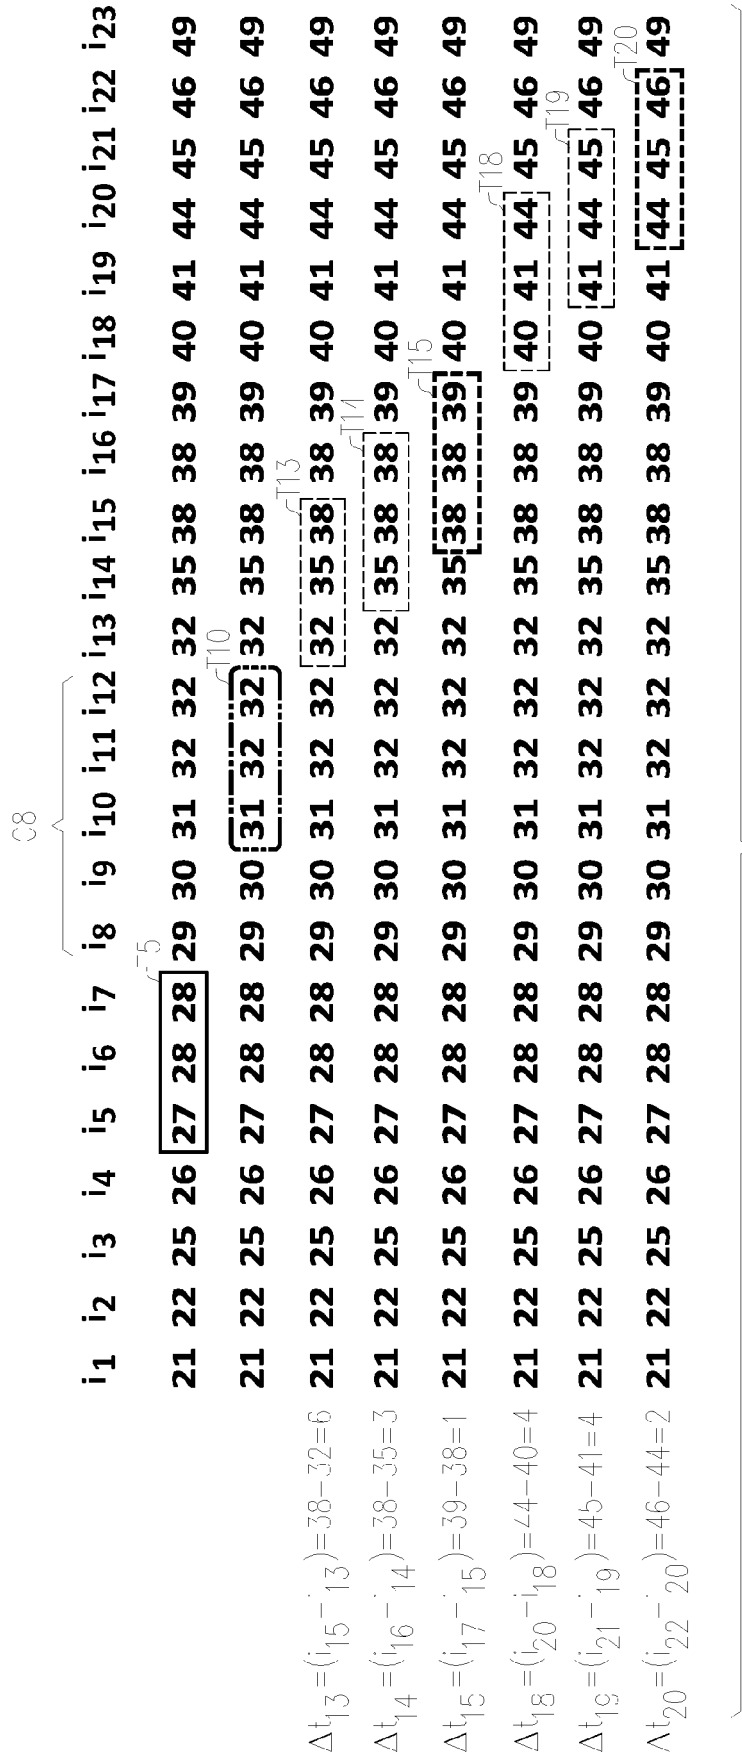 C8
i1 i2 i3 i4 i5 i6 i7 i8 i9 i10 i11 i12 i13 i14 i15 i16 i17 i18 i19 i20 i21 i22 i23
T5
21 22 25 26 27 28 28 29 30 31 32 32 32 35 38 38 39 40 41 44 45 46 49
T10
21 22 25 26 27 28 28 29 30 31 32 32 32 35 38 38 39 40 41 44 45 46 49
T13
Δt13=(i15-i13)=38-32=6 21 22 25 26 27 28 28 29 30 31 32 32 32 35 38 38 39 40 41 44 45 46 49
T14
Δt14=(i16-i14)=38-35=3 21 22 25 26 27 28 28 29 30 31 32 32 32 35 38 38 39 40 41 44 45 46 49
T15
Δt15=(i17-i15)=39-38=1 21 22 25 26 27 28 28 29 30 31 32 32 32 35 38 38 39 40 41 44 45 46 49
T18
Δt18=(i20-i18)=44-40=4 21 22 25 26 27 28 28 29 30 31 32 32 32 35 38 38 39 40 41 44 45 46 49
T19
Δt19=(i21-i19)=45-41=4 21 22 25 26 27 28 28 29 30 31 32 32 32 35 38 38 39 40 41 44 45 46 49
T20
Δt20=(i22-i20)=46-44=2 21 22 25 26 27 28 28 29 30 31 32 32 32 35 38 38 39 40 41 44 45 46 49